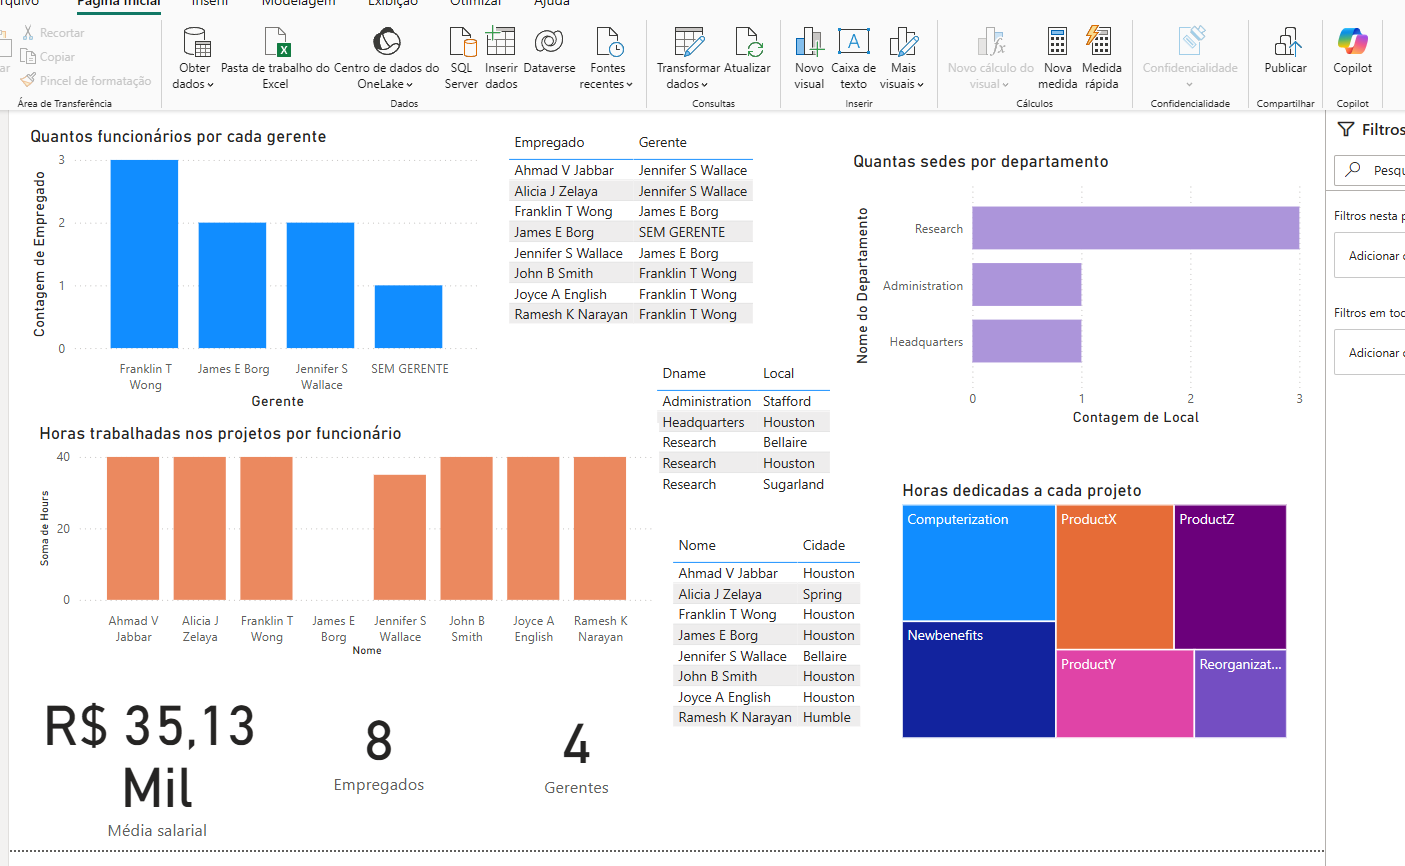 Arquivo Página Inicial Inserir Modelagem Exibição Otimizar Ajuda
Recortar
Copiar
Pincel de formatação
Área de Transferência
Obter
dados
Pasta de trabalho do
Excel
Centro de dados do
OneLake
SQL
Server
Inserir
dados
Dataverse
Fontes
recentes
Dados
Transformar
dados
Atualizar
Consultas
Novo
visual
Caixa de
texto
Mais
visuais
Inserir
Novo cálculo do
visual
Nova
medida
Medida
rápida
Cálculos
Confidencialidade
Confidencialidade
Publicar
Compartilhar
Copilot
Copilot
Quantos funcionários por cada gerente
Contagem de Empregado
3
2
1
0
Franklin T
Wong
James E Borg
Jennifer S
Wallace
SEM GERENTE
Gerente
Empregado Gerente
Ahmad V Jabbar Jennifer S Wallace
Alicia J Zelaya Jennifer S Wallace
Franklin T Wong James E Borg
James E Borg SEM GERENTE
Jennifer S Wallace James E Borg
John B Smith Franklin T Wong
Joyce A English Franklin T Wong
Ramesh K Narayan Franklin T Wong
Quantas sedes por departamento
Nome do Departamento
Research
Administration
Headquarters
0 1 2 3
Contagem de Local
Filtros
Pesqu
Filtros nesta p
Adicionar c
Filtros em tod
Adicionar c
Dname Local
Administration Stafford
Headquarters Houston
Research Bellaire
Research Houston
Research Sugarland
Horas trabalhadas nos projetos por funcionário
Soma de Hours
40
20
0
Ahmad V
Jabbar
Alicia J
Zelaya
Franklin T
Wong
James E
Borg
Jennifer S
Wallace
John B
Smith
Joyce A
English
Ramesh K
Narayan
Nome
Nome Cidade
Ahmad V Jabbar Houston
Alicia J Zelaya Spring
Franklin T Wong Houston
James E Borg Houston
Jennifer S Wallace Bellaire
John B Smith Houston
Joyce A English Houston
Ramesh K Narayan Humble
Horas dedicadas a cada projeto
Computerization
ProductX
ProductZ
Newbenefits
ProductY
Reorganizat...
R$ 35,13
Mil
Média salarial
8
Empregados
4
Gerentes